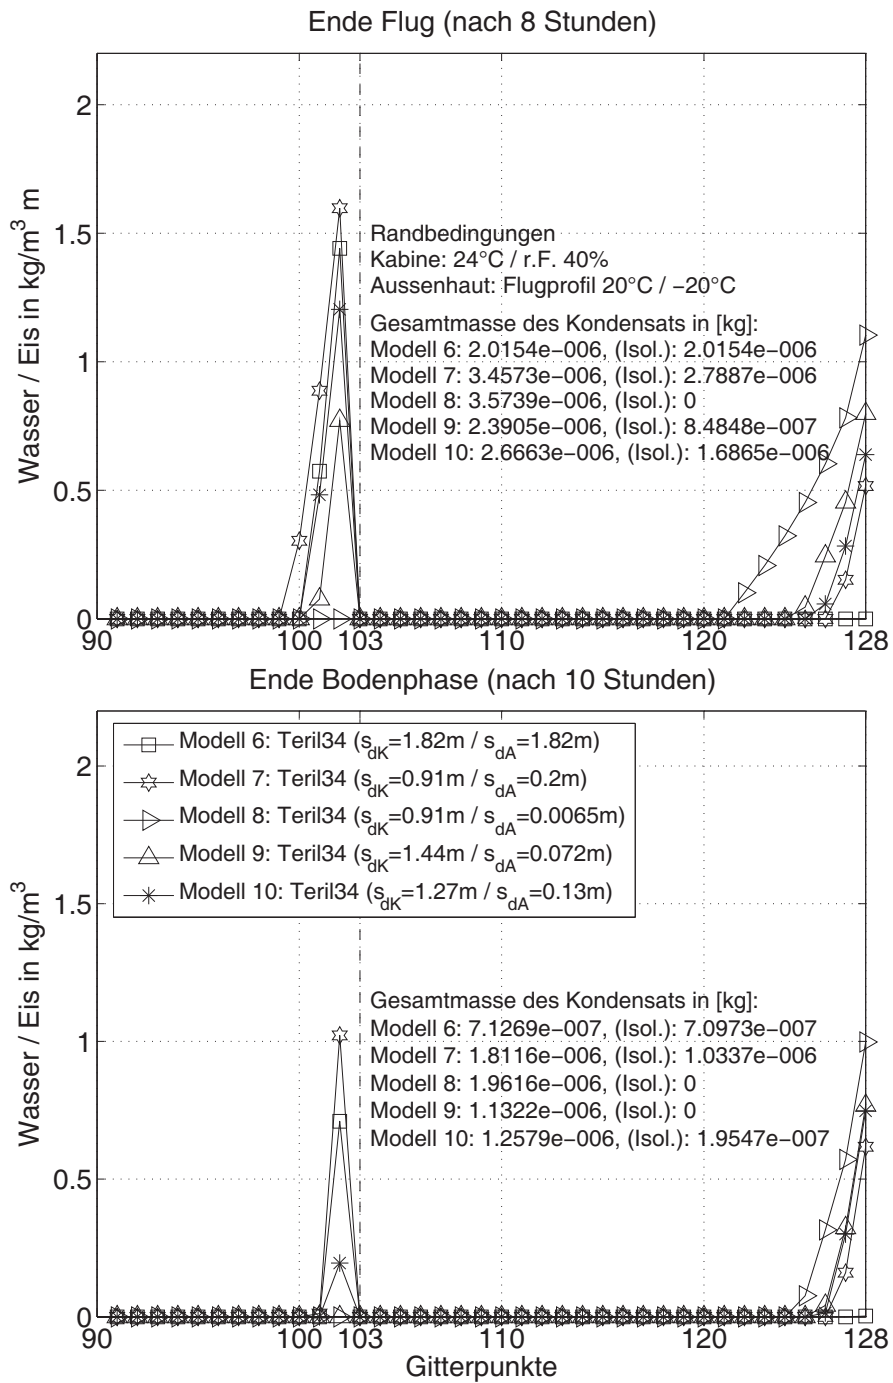 Ende Flug (nach 8 Stunden)
2
1.5
1
0.5
0
Wasser / Eis in kg/m³ m
Randbedingungen
Kabine: 24°C / r.F. 40%
Aussenhaut: Flugprofil 20°C / −20°C
Gesamtmasse des Kondensats in [kg]:
Modell 6: 2.0154e−006, (Isol.): 2.0154e−006
Modell 7: 3.4573e−006, (Isol.): 2.7887e−006
Modell 8: 3.5739e−006, (Isol.): 0
Modell 9: 2.3905e−006, (Isol.): 8.4848e−007
Modell 10: 2.6663e−006, (Isol.): 1.6865e−006
90 100 103 110 120 128
Ende Bodenphase (nach 10 Stunden)
2
1.5
1
0.5
0
Wasser / Eis in kg/m³
Modell 6: Teril34 (s_dK=1.82m / s_dA=1.82m)
Modell 7: Teril34 (s_dK=0.91m / s_dA=0.2m)
Modell 8: Teril34 (s_dK=0.91m / s_dA=0.0065m)
Modell 9: Teril34 (s_dK=1.44m / s_dA=0.072m)
Modell 10: Teril34 (s_dK=1.27m / s_dA=0.13m)
Gesamtmasse des Kondensats in [kg]:
Modell 6: 7.1269e−007, (Isol.): 7.0973e−007
Modell 7: 1.8116e−006, (Isol.): 1.0337e−006
Modell 8: 1.9616e−006, (Isol.): 0
Modell 9: 1.1322e−006, (Isol.): 0
Modell 10: 1.2579e−006, (Isol.): 1.9547e−007
90 100 103 110 120 128
Gitterpunkte